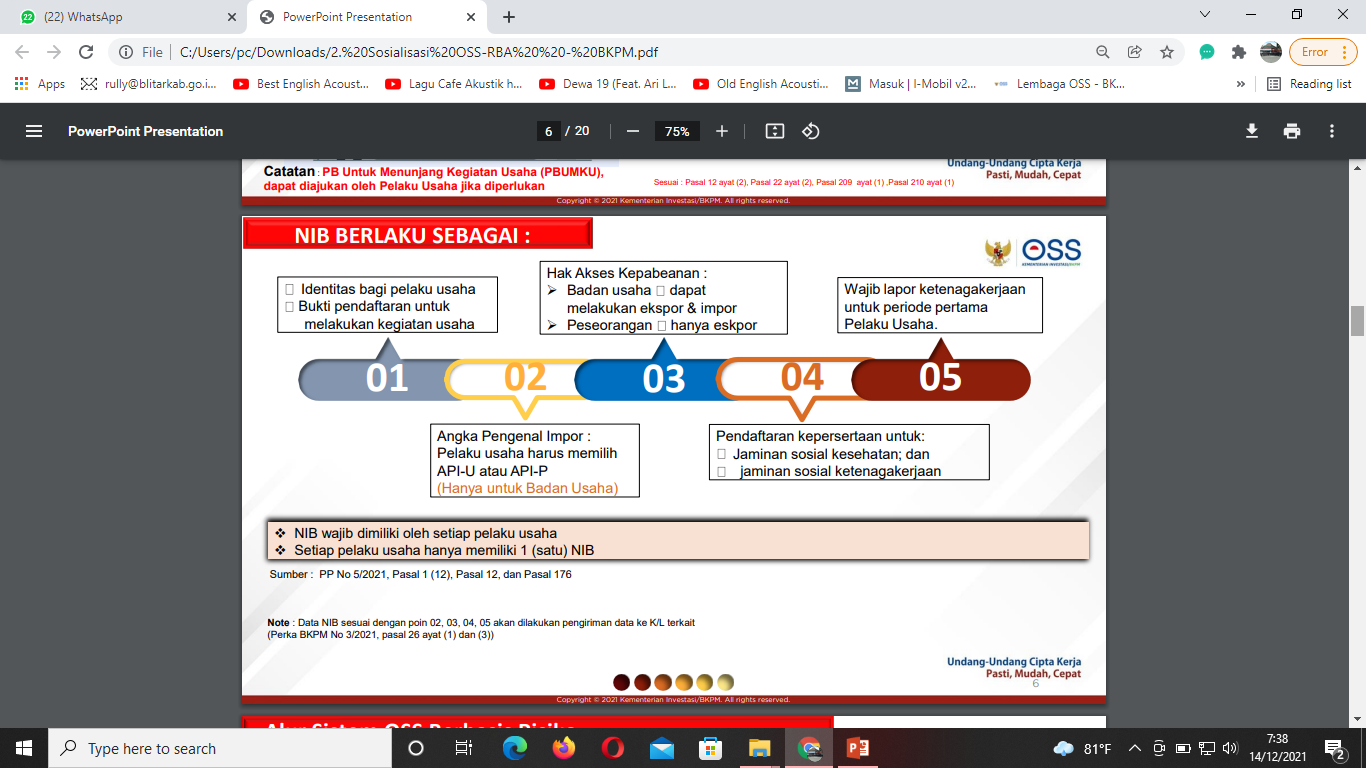 (22) WhatsApp
PowerPoint Presentation
File
C:/Users/pc/Downloads/2.%20Sosialisasi%20OSS-RBA%20%20-%20BKPM.pdf
Error
Apps
rully@blitarkab.go.i...
Best English Acoust...
Lagu Cafe Akustik h...
Dewa 19 (Feat. Ari L...
Old English Acousti...
Masuk | I-Mobil v2...
Lembaga OSS - BK...
»
Reading list
PowerPoint Presentation
6 / 20
75%
Catatan : PB Untuk Menunjang Kegiatan Usaha (PBUMKU),
dapat diajukan oleh Pelaku Usaha jika diperlukan
Sesuai : Pasal 12 ayat (2), Pasal 22 ayat (2), Pasal 209 ayat (1) ,Pasal 210 ayat (1)
Undang-Undang Cipta Kerja
Pasti, Mudah, Cepat
Copyright © 2021 Kementerian Investasi/BKPM. All rights reserved.
NIB BERLAKU SEBAGAI :
OSS
KEMENTERIAN INVESTASI/BKPM
Identitas bagi pelaku usaha
Bukti pendaftaran untuk
melakukan kegiatan usaha
Hak Akses Kepabeanan :
Badan usaha dapat
melakukan ekspor & impor
Peseorangan hanya eskpor
Wajib lapor ketenagakerjaan
untuk periode pertama
Pelaku Usaha.
01
02
03
04
05
Angka Pengenal Impor :
Pelaku usaha harus memilih
API-U atau API-P
(Hanya untuk Badan Usaha)
Pendaftaran kepersertaan untuk:
Jaminan sosial kesehatan; dan
jaminan sosial ketenagakerjaan
NIB wajib dimiliki oleh setiap pelaku usaha
Setiap pelaku usaha hanya memiliki 1 (satu) NIB
Sumber : PP No 5/2021, Pasal 1 (12), Pasal 12, dan Pasal 176
Note : Data NIB sesuai dengan poin 02, 03, 04, 05 akan dilakukan pengiriman data ke K/L terkait
(Perka BKPM No 3/2021, pasal 26 ayat (1) dan (3))
Undang-Undang Cipta Kerja
Pasti, Mudah, Cepat
6
Copyright © 2021 Kementerian Investasi/BKPM. All rights reserved.
Alur Sistem OSS Berbasis Risiko
Type here to search
81°F
7:38
14/12/2021
2